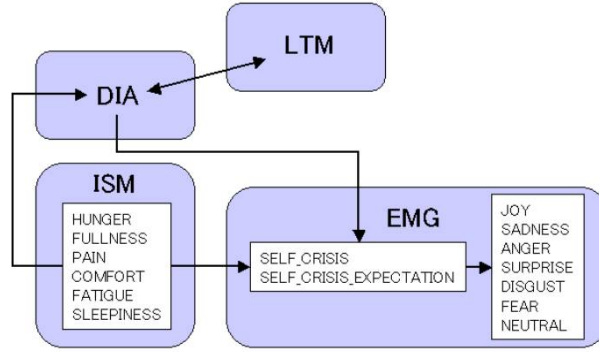 LTM
DIA
ISM
HUNGER
FULLNESS
PAIN
COMFORT
FATIGUE
SLEEPINESS
EMG
SELF_CRISIS
SELF_CRISIS_EXPECTATION
JOY
SADNESS
ANGER
SURPRISE
DISGUST
FEAR
NEUTRAL